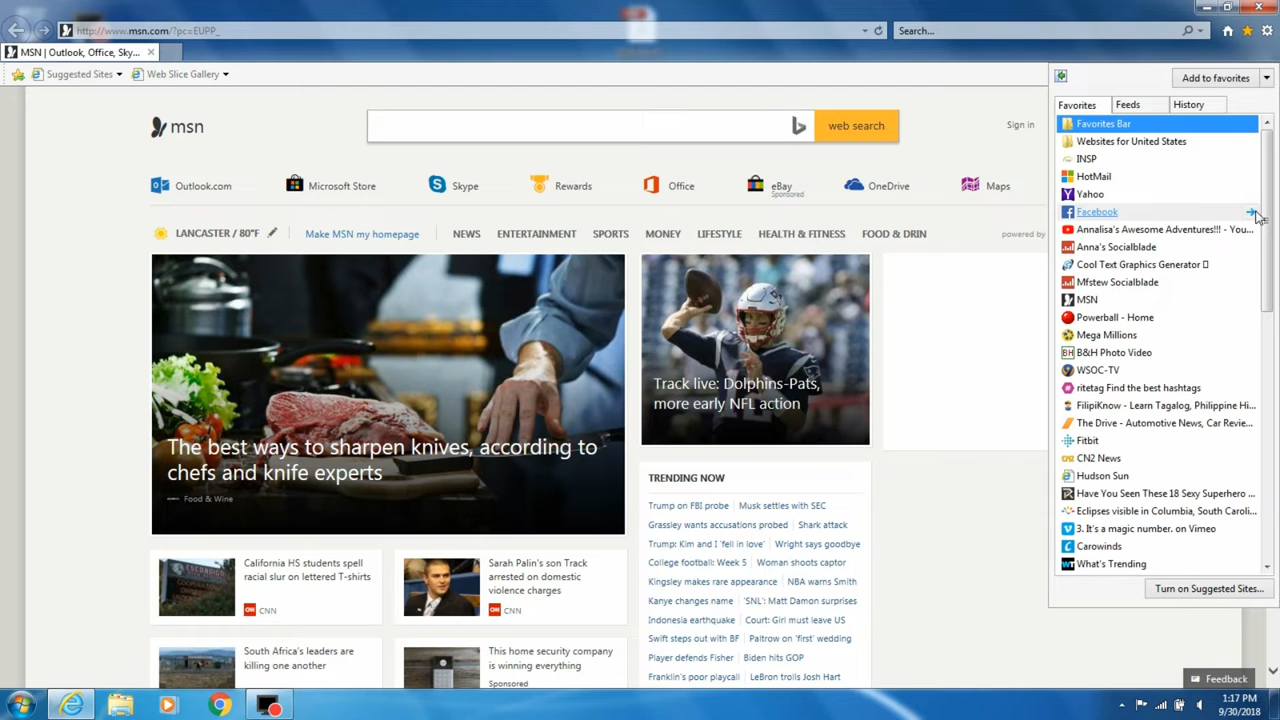 http://www.msn.com/?pc=EUPP_
Search...
MSN | Outlook, Office, Sky...
Suggested Sites
Web Slice Gallery
Add to favorites
Favorites
Feeds
History
Favorites Bar
Websites for United States
INSP
HotMail
Yahoo
Facebook
Annalisa's Awesome Adventures!!! - You...
Anna's Socialblade
Cool Text Graphics Generator
Mfstew Socialblade
MSN
Powerball - Home
Mega Millions
B&H Photo Video
WSOC-TV
ritetag Find the best hashtags
FilipiKnow - Learn Tagalog, Philippine Hi...
The Drive - Automotive News, Car Revie...
Fitbit
CN2 News
Hudson Sun
Have You Seen These 18 Sexy Superhero ...
Eclipses visible in Columbia, South Caroli...
3. It's a magic number. on Vimeo
Carowinds
What's Trending
Turn on Suggested Sites...
msn
web search
Sign in
Outlook.com
Microsoft Store
Skype
Rewards
Office
eBay
Sponsored
OneDrive
Maps
LANCASTER / 80°F
Make MSN my homepage
NEWS
ENTERTAINMENT
SPORTS
MONEY
LIFESTYLE
HEALTH & FITNESS
FOOD & DRIN
powered by
The best ways to sharpen knives, according to
chefs and knife experts
Food & Wine
Track live: Dolphins-Pats,
more early NFL action
TRENDING NOW
Trump on FBI probe
Musk settles with SEC
Grassley wants accusations probed
Shark attack
Trump: Kim and I 'fell in love'
Wright says goodbye
College football: Week 5
Woman shoots captor
Kingsley makes rare appearance
NBA warns Smith
Kanye changes name
'SNL': Matt Damon surprises
Indonesia earthquake
Court: Girl must leave US
Swift steps out with BF
Paltrow on 'first' wedding
Player defends Fisher
Biden hits GOP
Franklin's poor playcall
LeBron trolls Josh Hart
California HS students spell
racial slur on lettered T-shirts
CNN
Sarah Palin's son Track
arrested on domestic
violence charges
CNN
South Africa's leaders are
killing one another
This home security company
is winning everything
Sponsored
Feedback
1:17 PM
9/30/2018